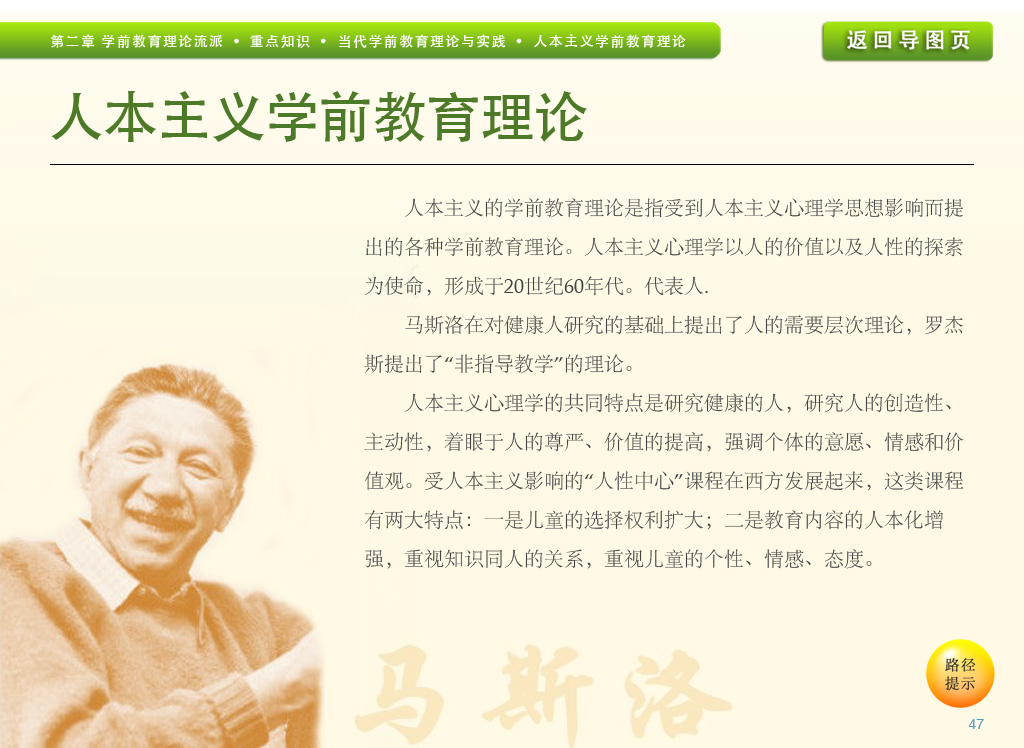 第二章 学前教育理论流派 • 重点知识 • 当代学前教育理论与实践 • 人本主义学前教育理论
返回导图页
人本主义学前教育理论
人本主义的学前教育理论是指受到人本主义心理学思想影响而提
出的各种学前教育理论。人本主义心理学以人的价值以及人性的探索
为使命，形成于20世纪60年代。代表人.
马斯洛在对健康人研究的基础上提出了人的需要层次理论，罗杰
斯提出了“非指导教学”的理论。
人本主义心理学的共同特点是研究健康的人，研究人的创造性、
主动性，着眼于人的尊严、价值的提高，强调个体的意愿、情感和价
值观。受人本主义影响的“人性中心”课程在西方发展起来，这类课程
有两大特点：一是儿童的选择权利扩大；二是教育内容的人本化增
强，重视知识同人的关系，重视儿童的个性、情感、态度。
马斯洛
路径
提示
47